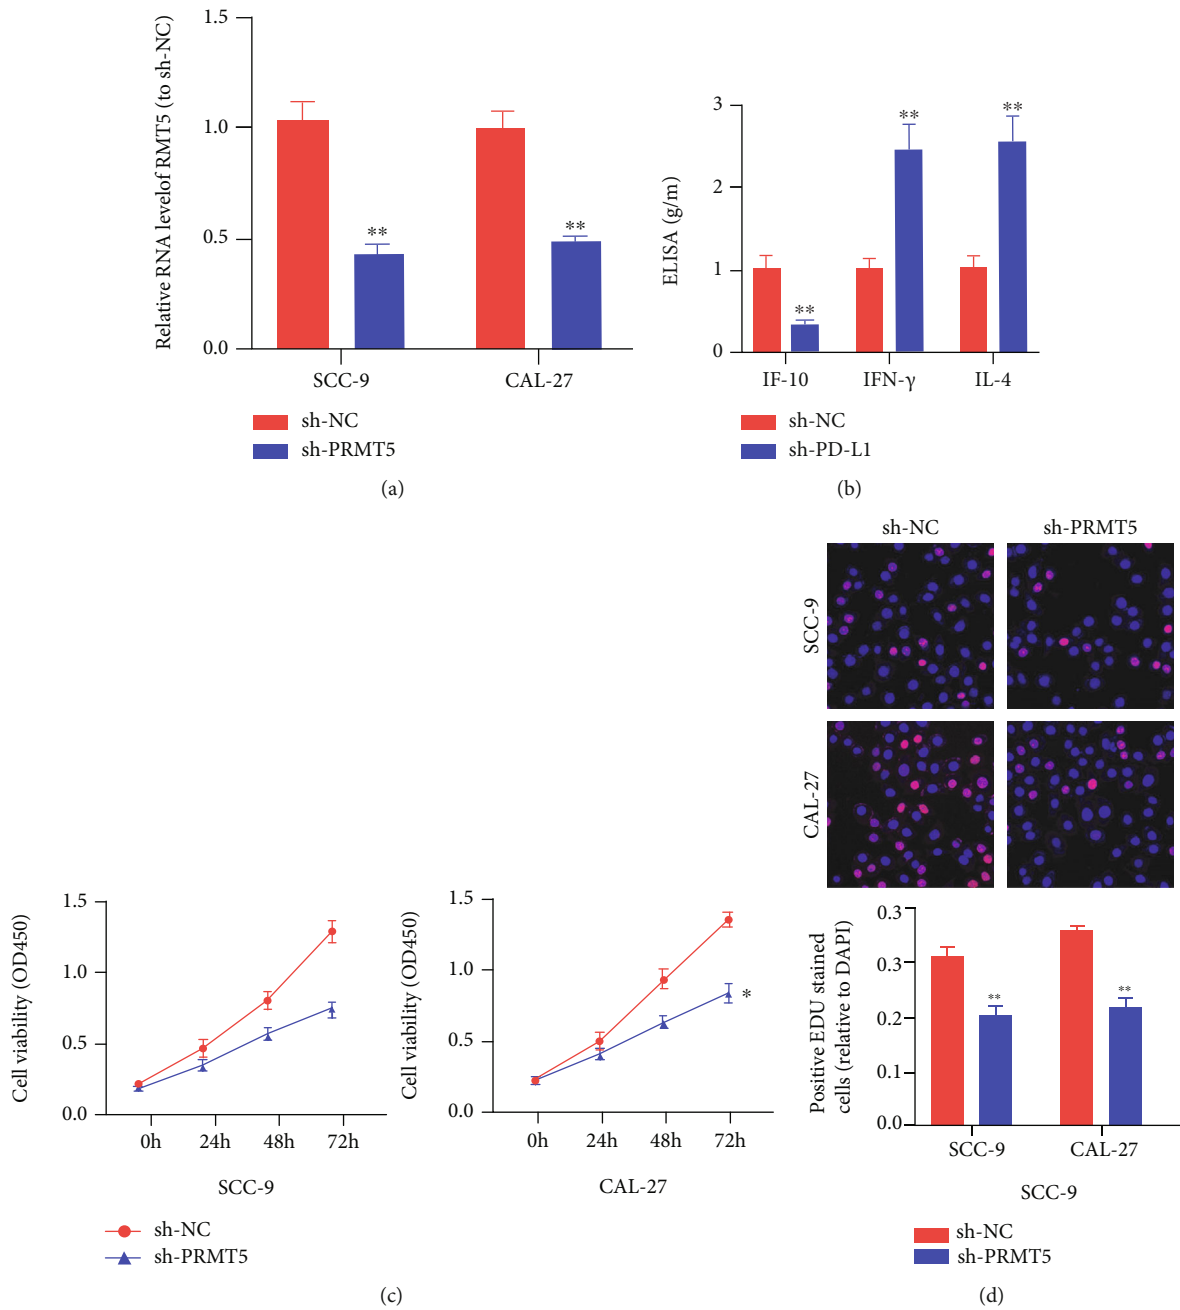 Relative RNA levelof RMT5 (to sh-NC)
1.5
1.0
0.5
0.0
**
**
SCC-9 CAL-27
sh-NC
sh-PRMT5
(a)
ELISA (g/m)
3
2
1
0
**
**
**
IF-10 IFN-γ IL-4
sh-NC
sh-PD-L1
(b)
Cell viability (OD450)
1.5
1.0
0.5
0.0
0h 24h 48h 72h
SCC-9
Cell viability (OD450)
1.5
1.0
0.5
0.0
*
0h 24h 48h 72h
CAL-27
sh-NC
sh-PRMT5
(c)
sh-NC sh-PRMT5
SCC-9
CAL-27
Positive EDU stained
cells (relative to DAPI)
0.3
0.3
0.2
0.1
0.0
**
**
SCC-9 CAL-27
SCC-9
sh-NC
sh-PRMT5
(d)